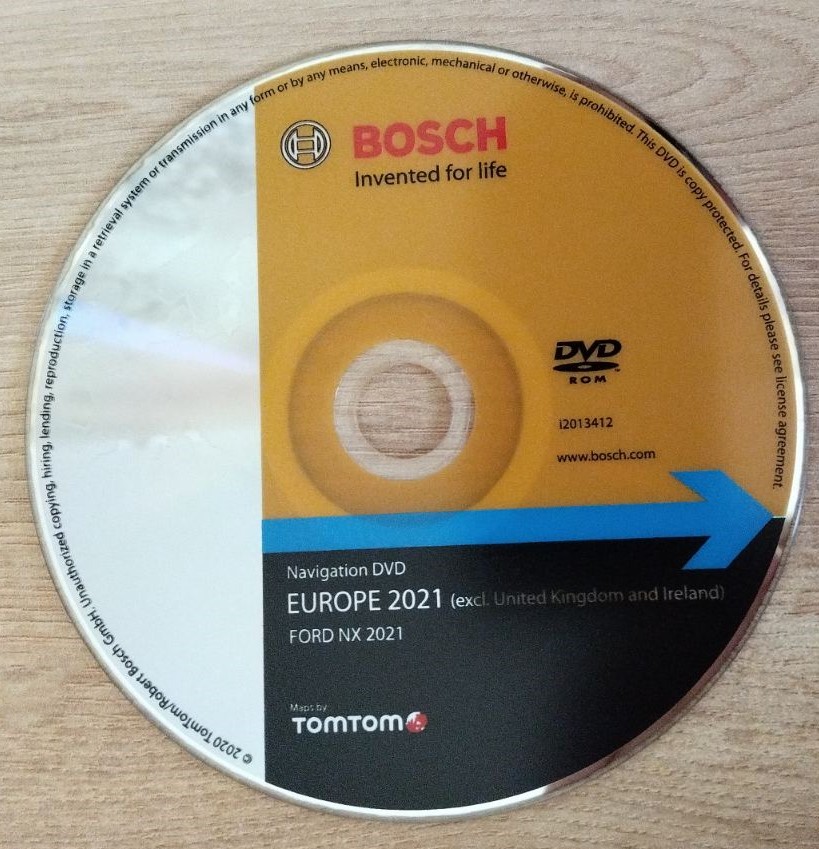 © 2020 TomTom/Robert Bosch GmbH. Unauthorized copying, hiring, lending, reproduction, storage in a retrieval system or transmission in any form or by any means, electronic, mechanical or otherwise, is prohibited. This DVD is copy protected. For details please see license agreement.
BOSCH
Invented for life
DVD
ROM
i2013412
www.bosch.com
Navigation DVD
EUROPE 2021 (excl. United Kingdom and Ireland)
FORD NX 2021
Maps by
TOMTOM